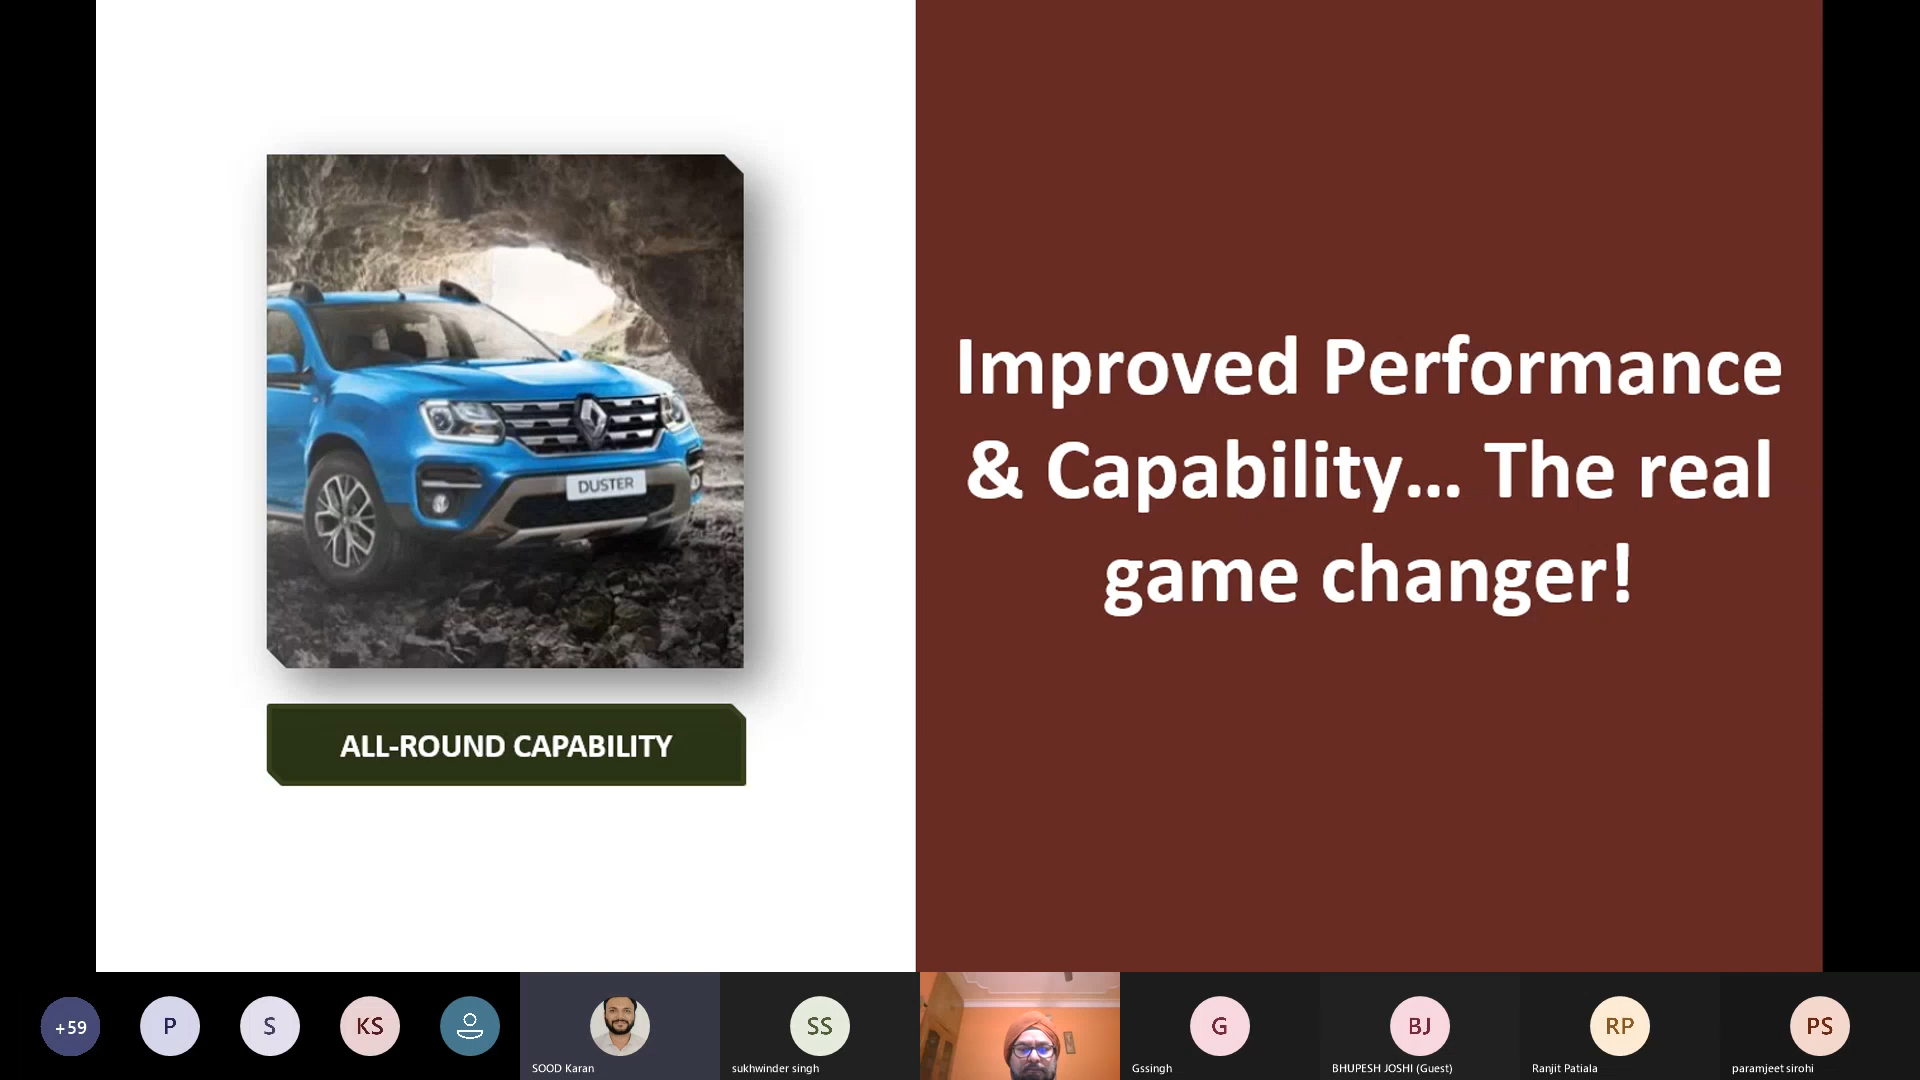 DUSTER
ALL-ROUND CAPABILITY
Improved Performance
& Capability... The real
game changer!
+59
P
S
KS
SOOD Karan
SS
sukhwinder singh
G
Gssingh
BJ
BHUPESH JOSHI (Guest)
RP
Ranjit Patiala
PS
paramjeet sirohi